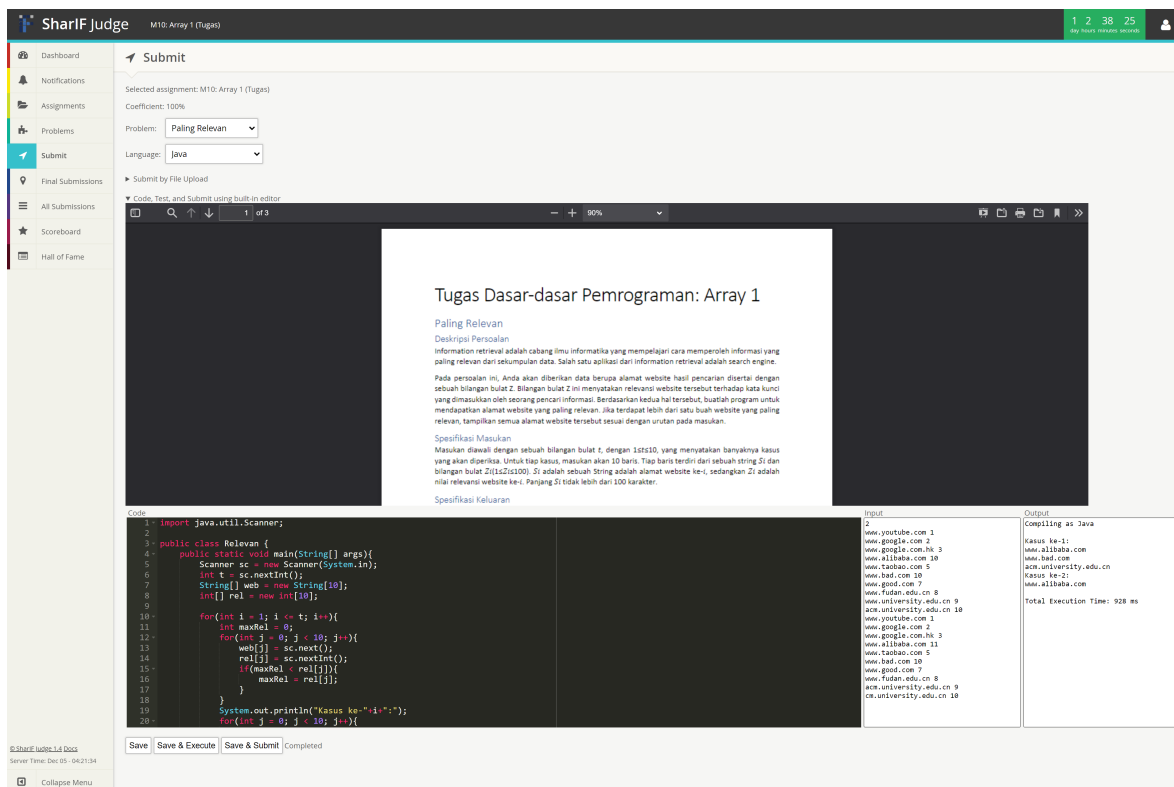 SharIF Judge
M10: Array 1 (Tugas)
1 2 38 25
day hours minutes seconds
Dashboard
Notifications
Assignments
Problems
Submit
Final Submissions
All Submissions
Scoreboard
Hall of Fame
Submit
Selected assignment: M10: Array 1 (Tugas)
Coefficient: 100%
Problem: Paling Relevan
Language: Java
► Submit by File Upload
▼ Code, Test, and Submit using built-in editor
1 of 3
90%
Tugas Dasar-dasar Pemrograman: Array 1
Paling Relevan
Deskripsi Persoalan
Information retrieval adalah cabang ilmu informatika yang mempelajari cara memperoleh informasi yang
paling relevan dari sekumpulan data. Salah satu aplikasi dari information retrieval adalah search engine.
Pada persoalan ini, Anda akan diberikan data berupa alamat website hasil pencarian disertai dengan
sebuah bilangan bulat Z. Bilangan bulat Z ini menyatakan relevansi website tersebut terhadap kata kunci
yang dimasukkan oleh seorang pencari informasi. Berdasarkan kedua hal tersebut, buatlah program untuk
mendapatkan alamat website yang paling relevan. Jika terdapat lebih dari satu buah website yang paling
relevan, tampilkan semua alamat website tersebut sesuai dengan urutan pada masukan.
Spesifikasi Masukan
Masukan diawali dengan sebuah bilangan bulat t, dengan 1≤t≤10, yang menyatakan banyaknya kasus
yang akan diperiksa. Untuk tiap kasus, masukan akan 10 baris. Tiap baris terdiri dari sebuah string Si dan
bilangan bulat Zi(1≤Zi≤100). Si adalah sebuah String adalah alamat website ke-i, sedangkan Zi adalah
nilai relevansi website ke-i. Panjang Si tidak lebih dari 100 karakter.
Spesifikasi Keluaran
Code
1 import java.util.Scanner;
2
3 public class Relevan {
4 public static void main(String[] args){
5 Scanner sc = new Scanner(System.in);
6 int t = sc.nextInt();
7 String[] web = new String[10];
8 int[] rel = new int[10];
9
10 for(int i = 1; i <= t; i++){
11 int maxRel = 0;
12 for(int j = 0; j < 10; j++){
13 web[j] = sc.next();
14 rel[j] = sc.nextInt();
15 if(maxRel < rel[j]){
16 maxRel = rel[j];
17 }
18 }
19 System.out.println("Kasus ke-"+i+":");
20 for(int j = 0; j < 10; j++){
Input
2
www.youtube.com 1
www.google.com 2
www.google.com.hk 3
www.alibaba.com 10
www.taobao.com 5
www.bad.com 10
www.good.com 7
www.fudan.edu.cn 8
www.university.edu.cn 9
acm.university.edu.cn 10
www.youtube.com 1
www.google.com 2
www.google.com.hk 3
www.alibaba.com 11
www.taobao.com 5
www.bad.com 10
www.good.com 7
www.fudan.edu.cn 8
acm.university.edu.cn 9
cm.university.edu.cn 10
Output
Compiling as Java
Kasus ke-1:
www.alibaba.com
www.bad.com
acm.university.edu.cn
Kasus ke-2:
www.alibaba.com
Total Execution Time: 928 ms
Save
Save & Execute
Save & Submit
Completed
© SharIF Judge 1.4 Docs
Server Time: Dec 05 - 04:21:34
Collapse Menu